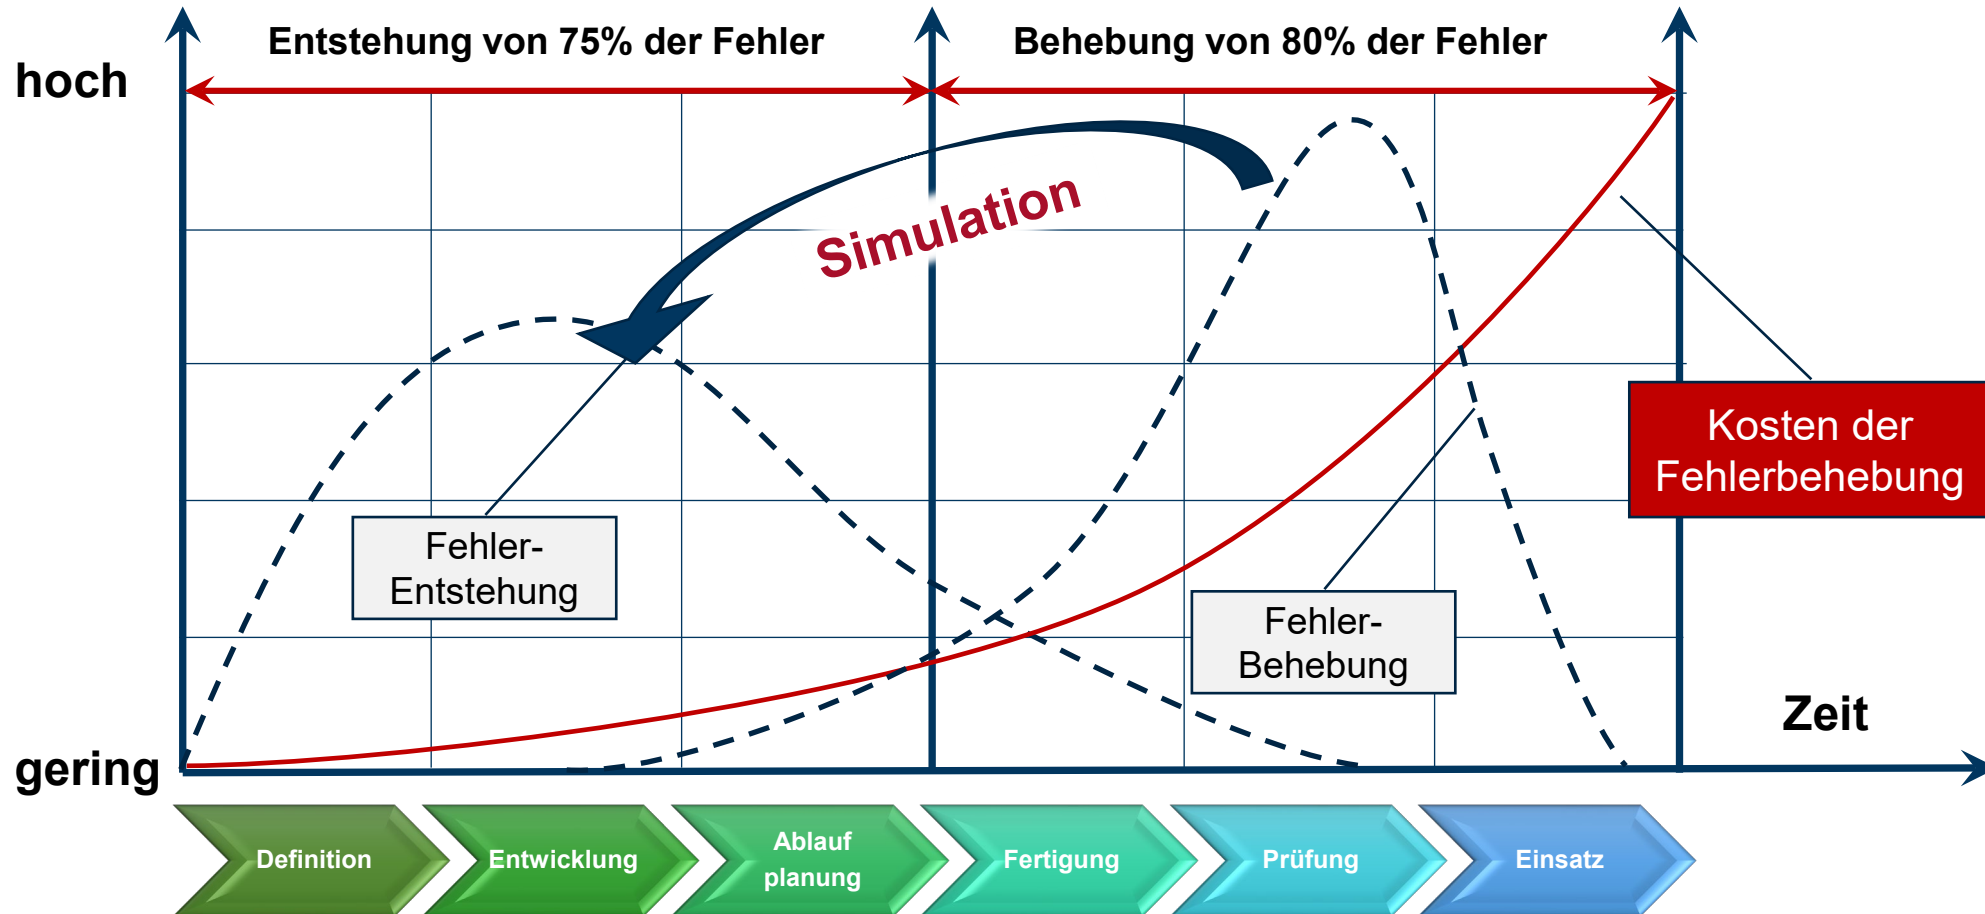 Entstehung von 75% der Fehler
Behebung von 80% der Fehler
hoch
Simulation
Kosten der
Fehlerbehebung
Fehler-
Entstehung
Fehler-
Behebung
Zeit
gering
Definition
Entwicklung
Ablauf
planung
Fertigung
Prüfung
Einsatz